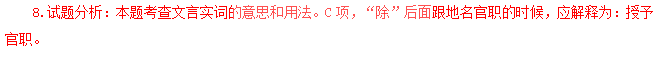 8.试题分析：本题考查文言实词的意思和用法。C 项，“除”后面跟地名官职的时候，应解释为：授予
官职。